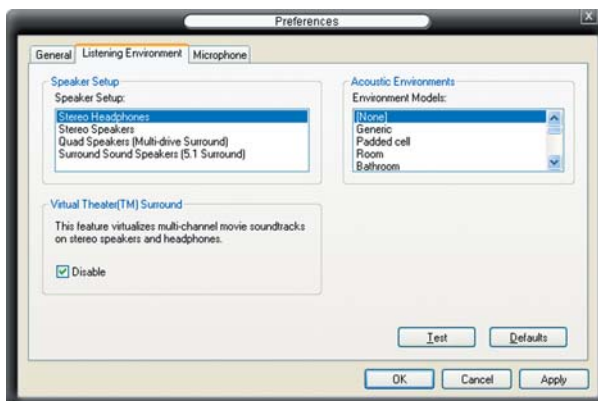 Preferences
X
General Listening Environment Microphone
Speaker Setup
Speaker Setup:
Stereo Headphones
Stereo Speakers
Quad Speakers (Multi-drive Surround)
Surround Sound Speakers (5.1 Surround)
Acoustic Environments
Environment Models:
[None]
Generic
Padded cell
Room
Bathroom
Virtual Theater(TM) Surround
This feature virtualizes multi-channel movie soundtracks
on stereo speakers and headphones.
Disable
Test Defaults
OK Cancel Apply